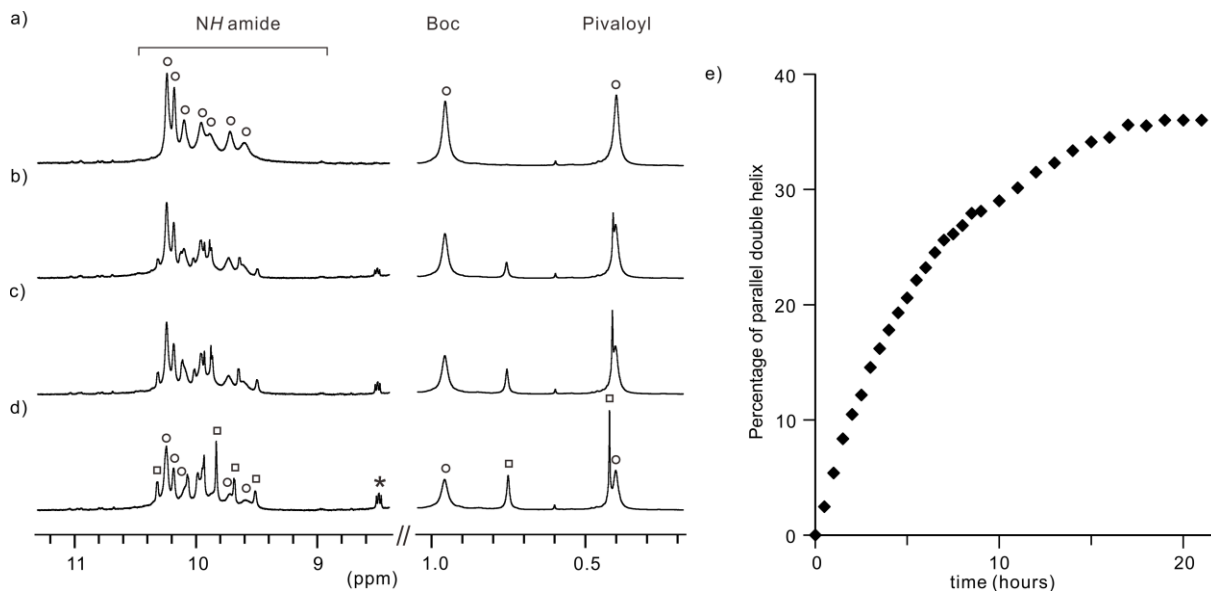 a)
NH amide
Boc
Pivaloyl
b)
c)
d)
*
11
10
9
//
1.0
0.5
(ppm)
e)
Percentage of parallel double helix
40
30
20
10
0
0
10
20
time (hours)